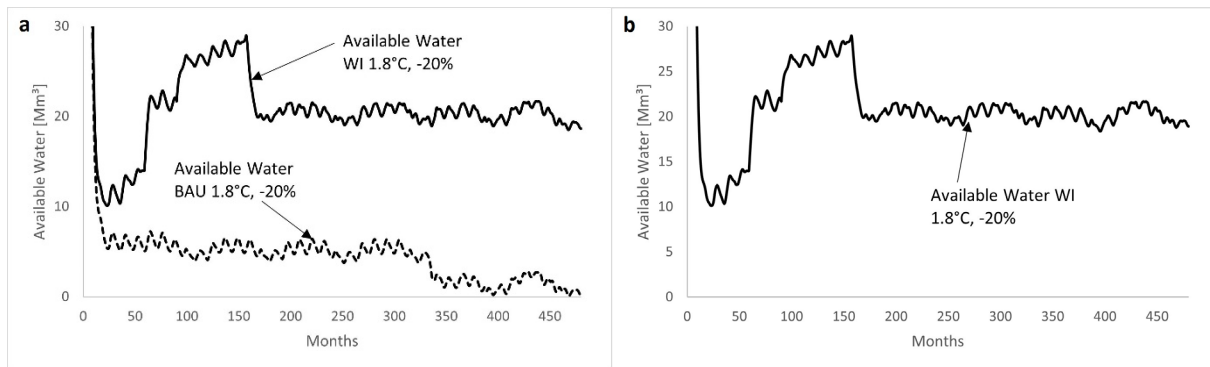 a
Available Water [Mm³]
30
20
10
0
0 50 100 150 200 250 300 350 400 450
Months
Available Water
WI 1.8°C, -20%
Available Water
BAU 1.8°C, -20%
b
Available Water [Mm³]
30
25
20
15
10
5
0
0 50 100 150 200 250 300 350 400 450
Months
Available Water WI
1.8°C, -20%